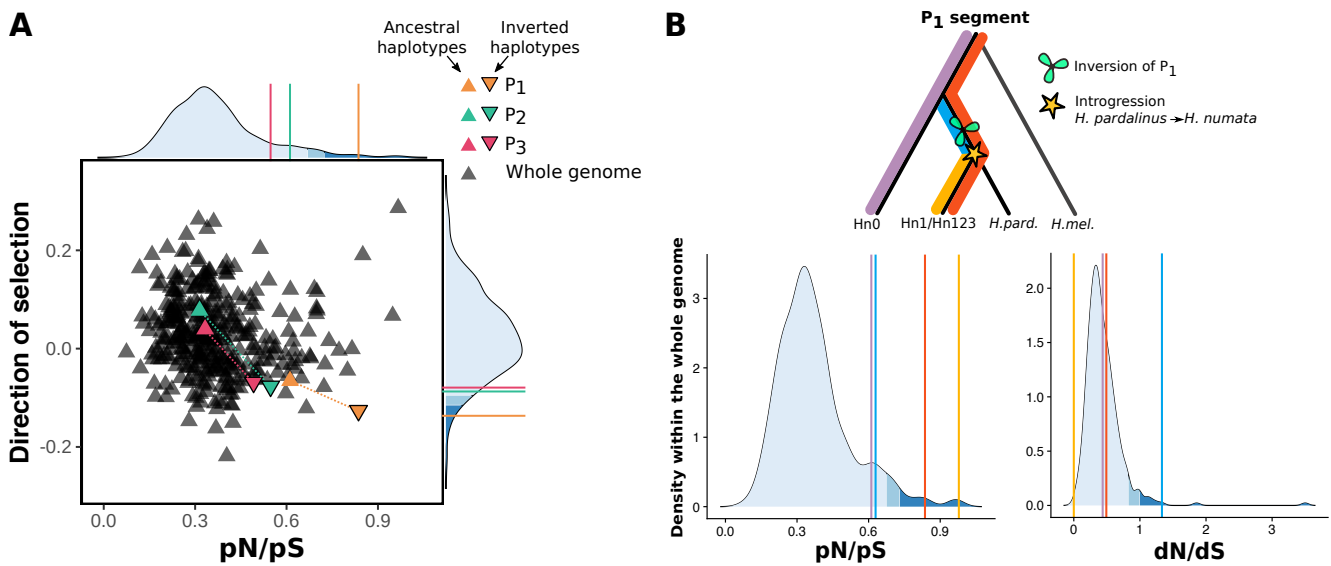 A
Ancestral
haplotypes
Inverted
haplotypes
P1
P2
P3
Whole genome
Direction of selection
0.2
0.0
-0.2
0.0
0.3
0.6
0.9
pN/pS
B
P1 segment
Inversion of P1
Introgression
H. pardalinus→H. numata
Hn0
Hn1/Hn123
H.pard.
H.mel.
Density within the whole genome
3
2
1
0
0.0
0.3
0.6
0.9
pN/pS
2.0
1.5
1.0
0.5
0.0
0
1
2
3
dN/dS